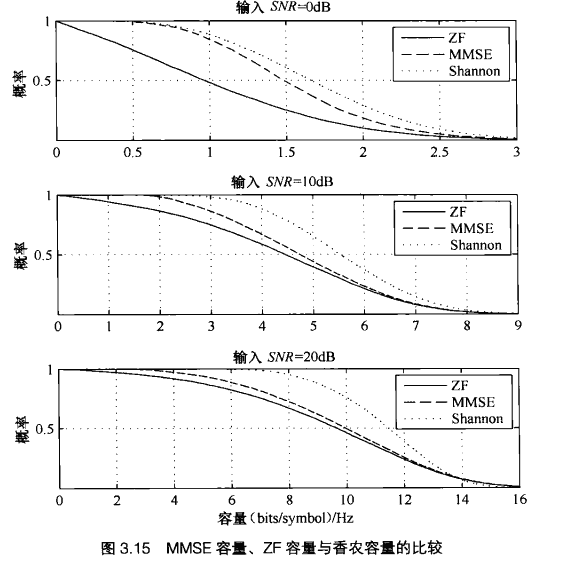 输入 SNR=0dB
1
0.5
概率
ZF
MMSE
Shannon
0 0.5 1 1.5 2 2.5 3
输入 SNR=10dB
1
0.5
概率
ZF
MMSE
Shannon
0 1 2 3 4 5 6 7 8 9
输入 SNR=20dB
1
0.5
概率
ZF
MMSE
Shannon
0 2 4 6 8 10 12 14 16
容量(bits/symbol)/Hz
图 3.15 MMSE 容量、ZF 容量与香农容量的比较